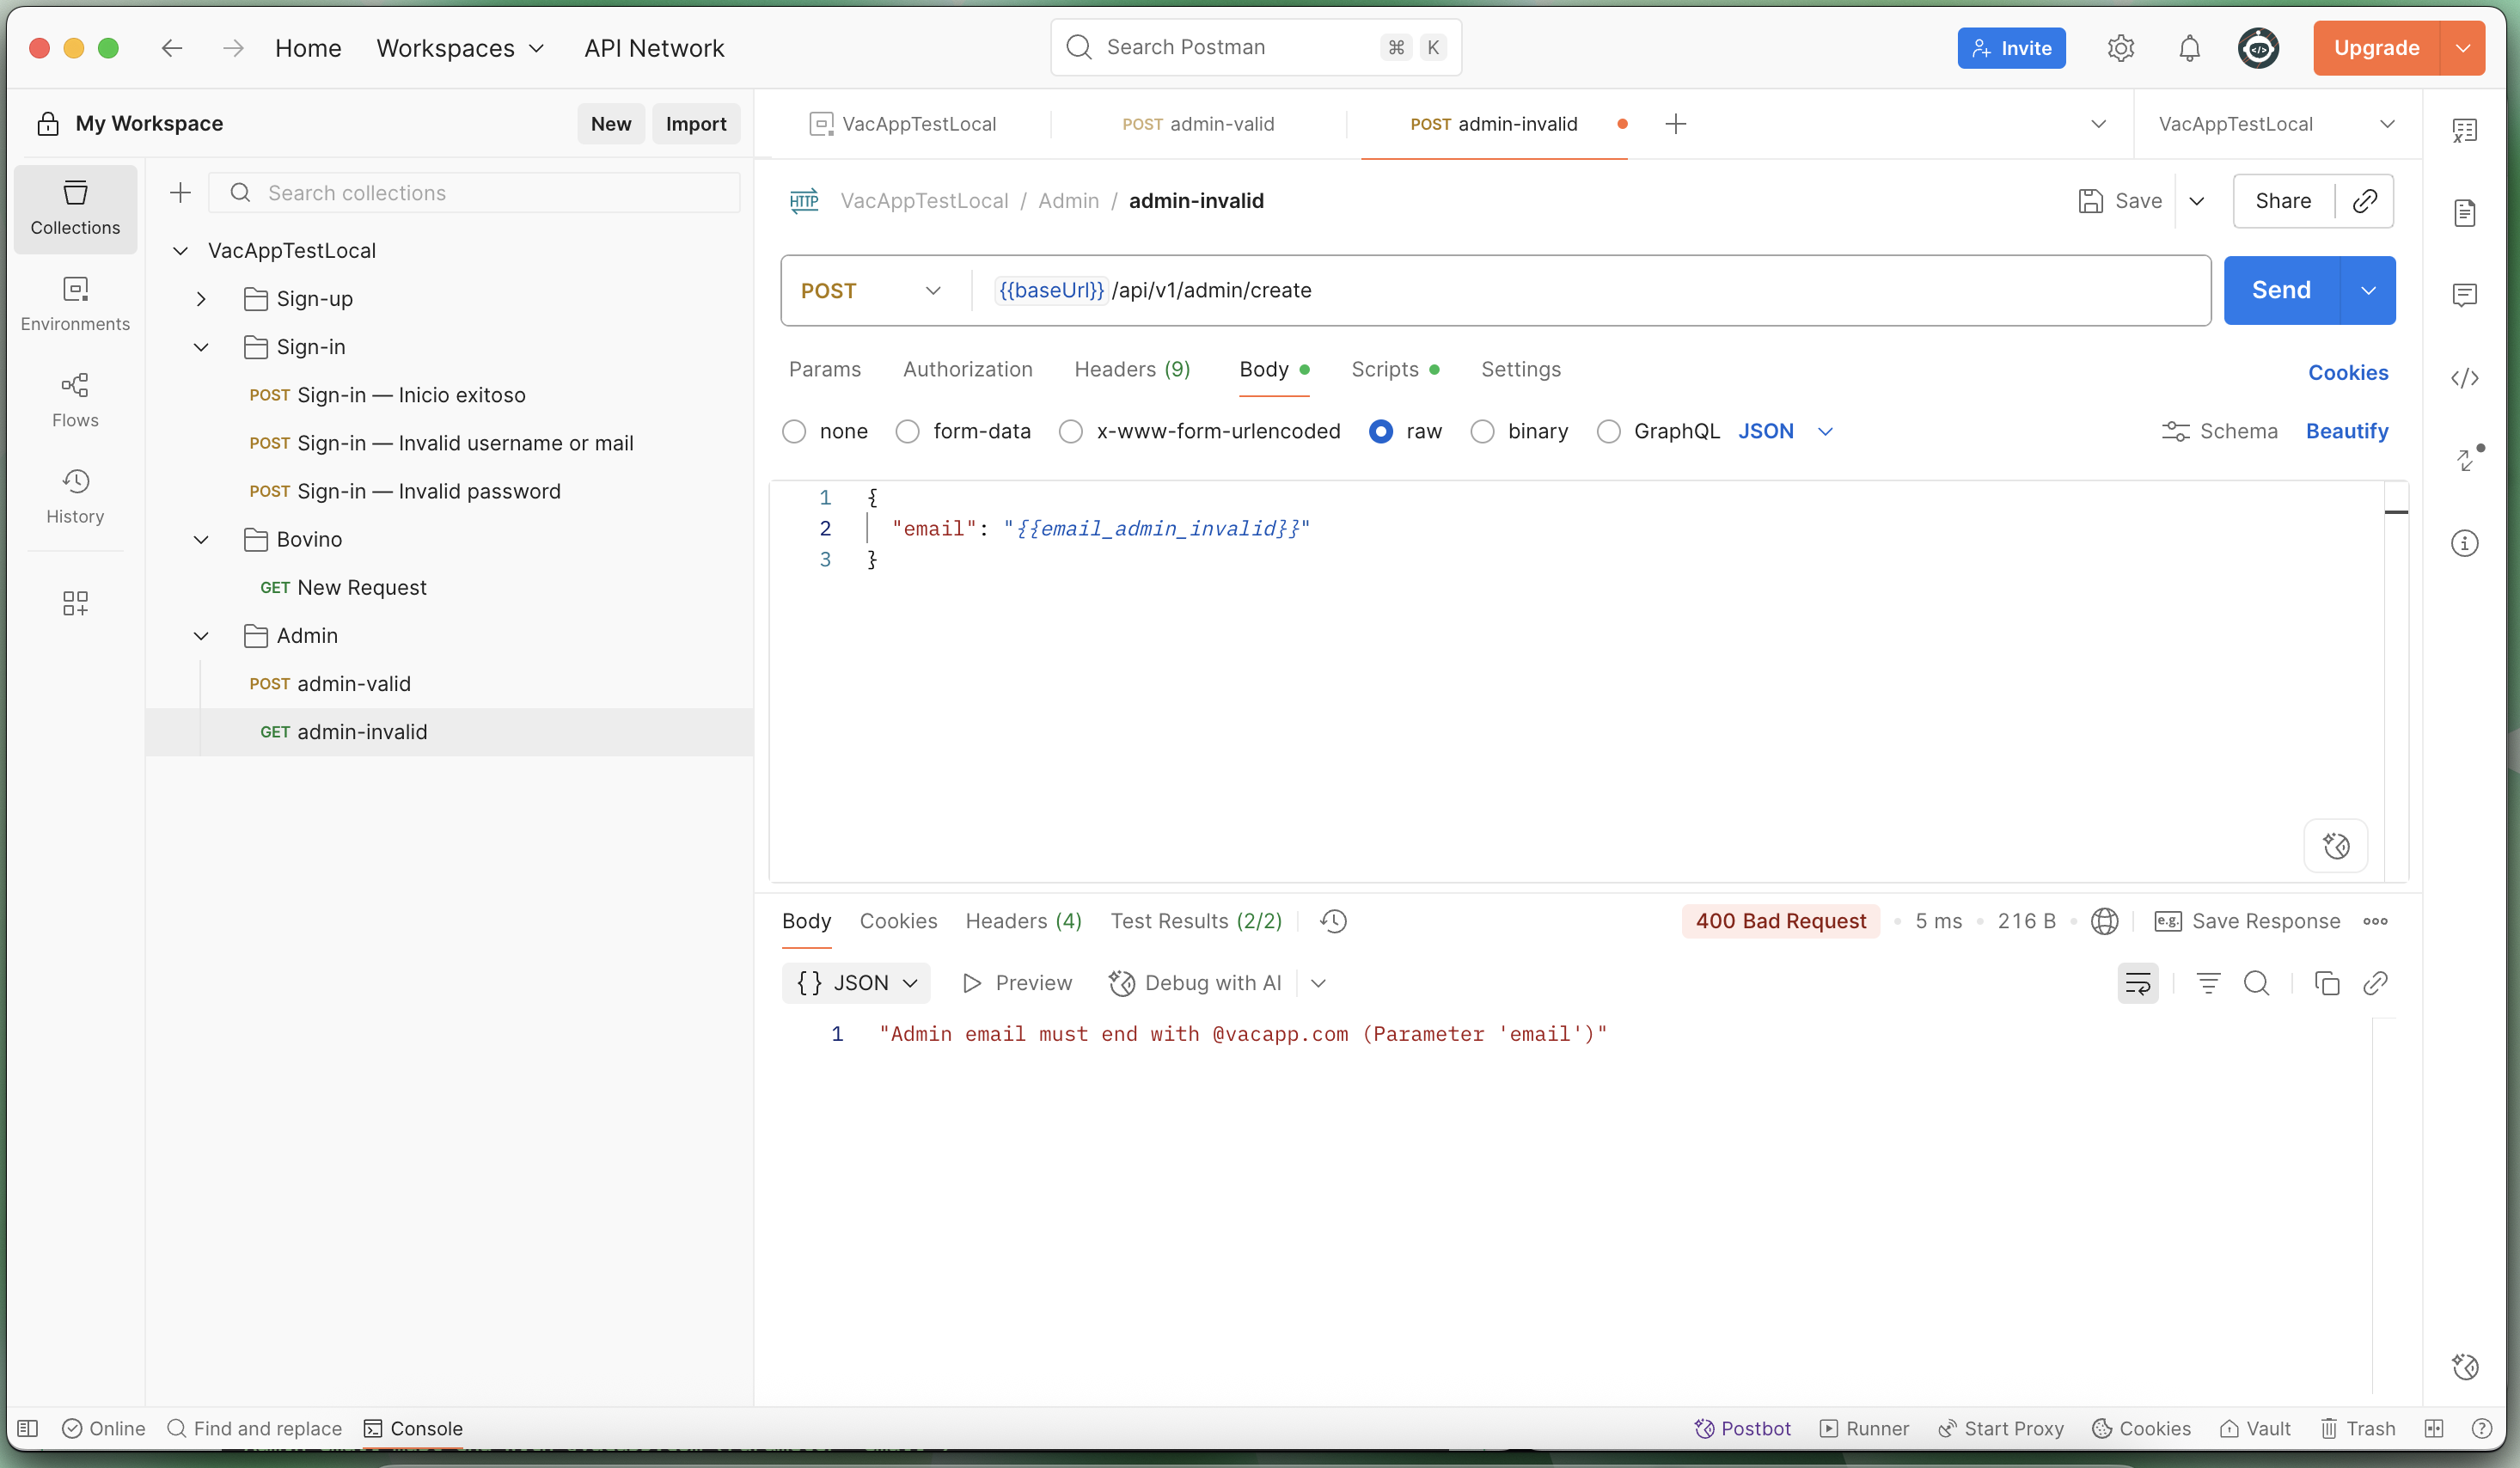 Home
Workspaces
API Network
Search Postman
⌘ K
Invite
Upgrade
My Workspace
New
Import
VacAppTestLocal
POST admin-valid
POST admin-invalid
VacAppTestLocal
Collections
Environments
Flows
History
Search collections
VacAppTestLocal
Sign-up
Sign-in
POST Sign-in — Inicio exitoso
POST Sign-in — Invalid username or mail
POST Sign-in — Invalid password
Bovino
GET New Request
Admin
POST admin-valid
GET admin-invalid
HTTP VacAppTestLocal / Admin / admin-invalid
Save
Share
POST
{{baseUrl}} /api/v1/admin/create
Send
Params
Authorization
Headers (9)
Body
Scripts
Settings
Cookies
none
form-data
x-www-form-urlencoded
raw
binary
GraphQL
JSON
Schema
Beautify
1 {
2 "email": "{{email_admin_invalid}}"
3 }
Body
Cookies
Headers (4)
Test Results (2/2)
400 Bad Request
5 ms
216 B
e.g. Save Response
{} JSON
Preview
Debug with AI
1 "Admin email must end with @vacapp.com (Parameter 'email')"
Online
Find and replace
Console
Postbot
Runner
Start Proxy
Cookies
Vault
Trash